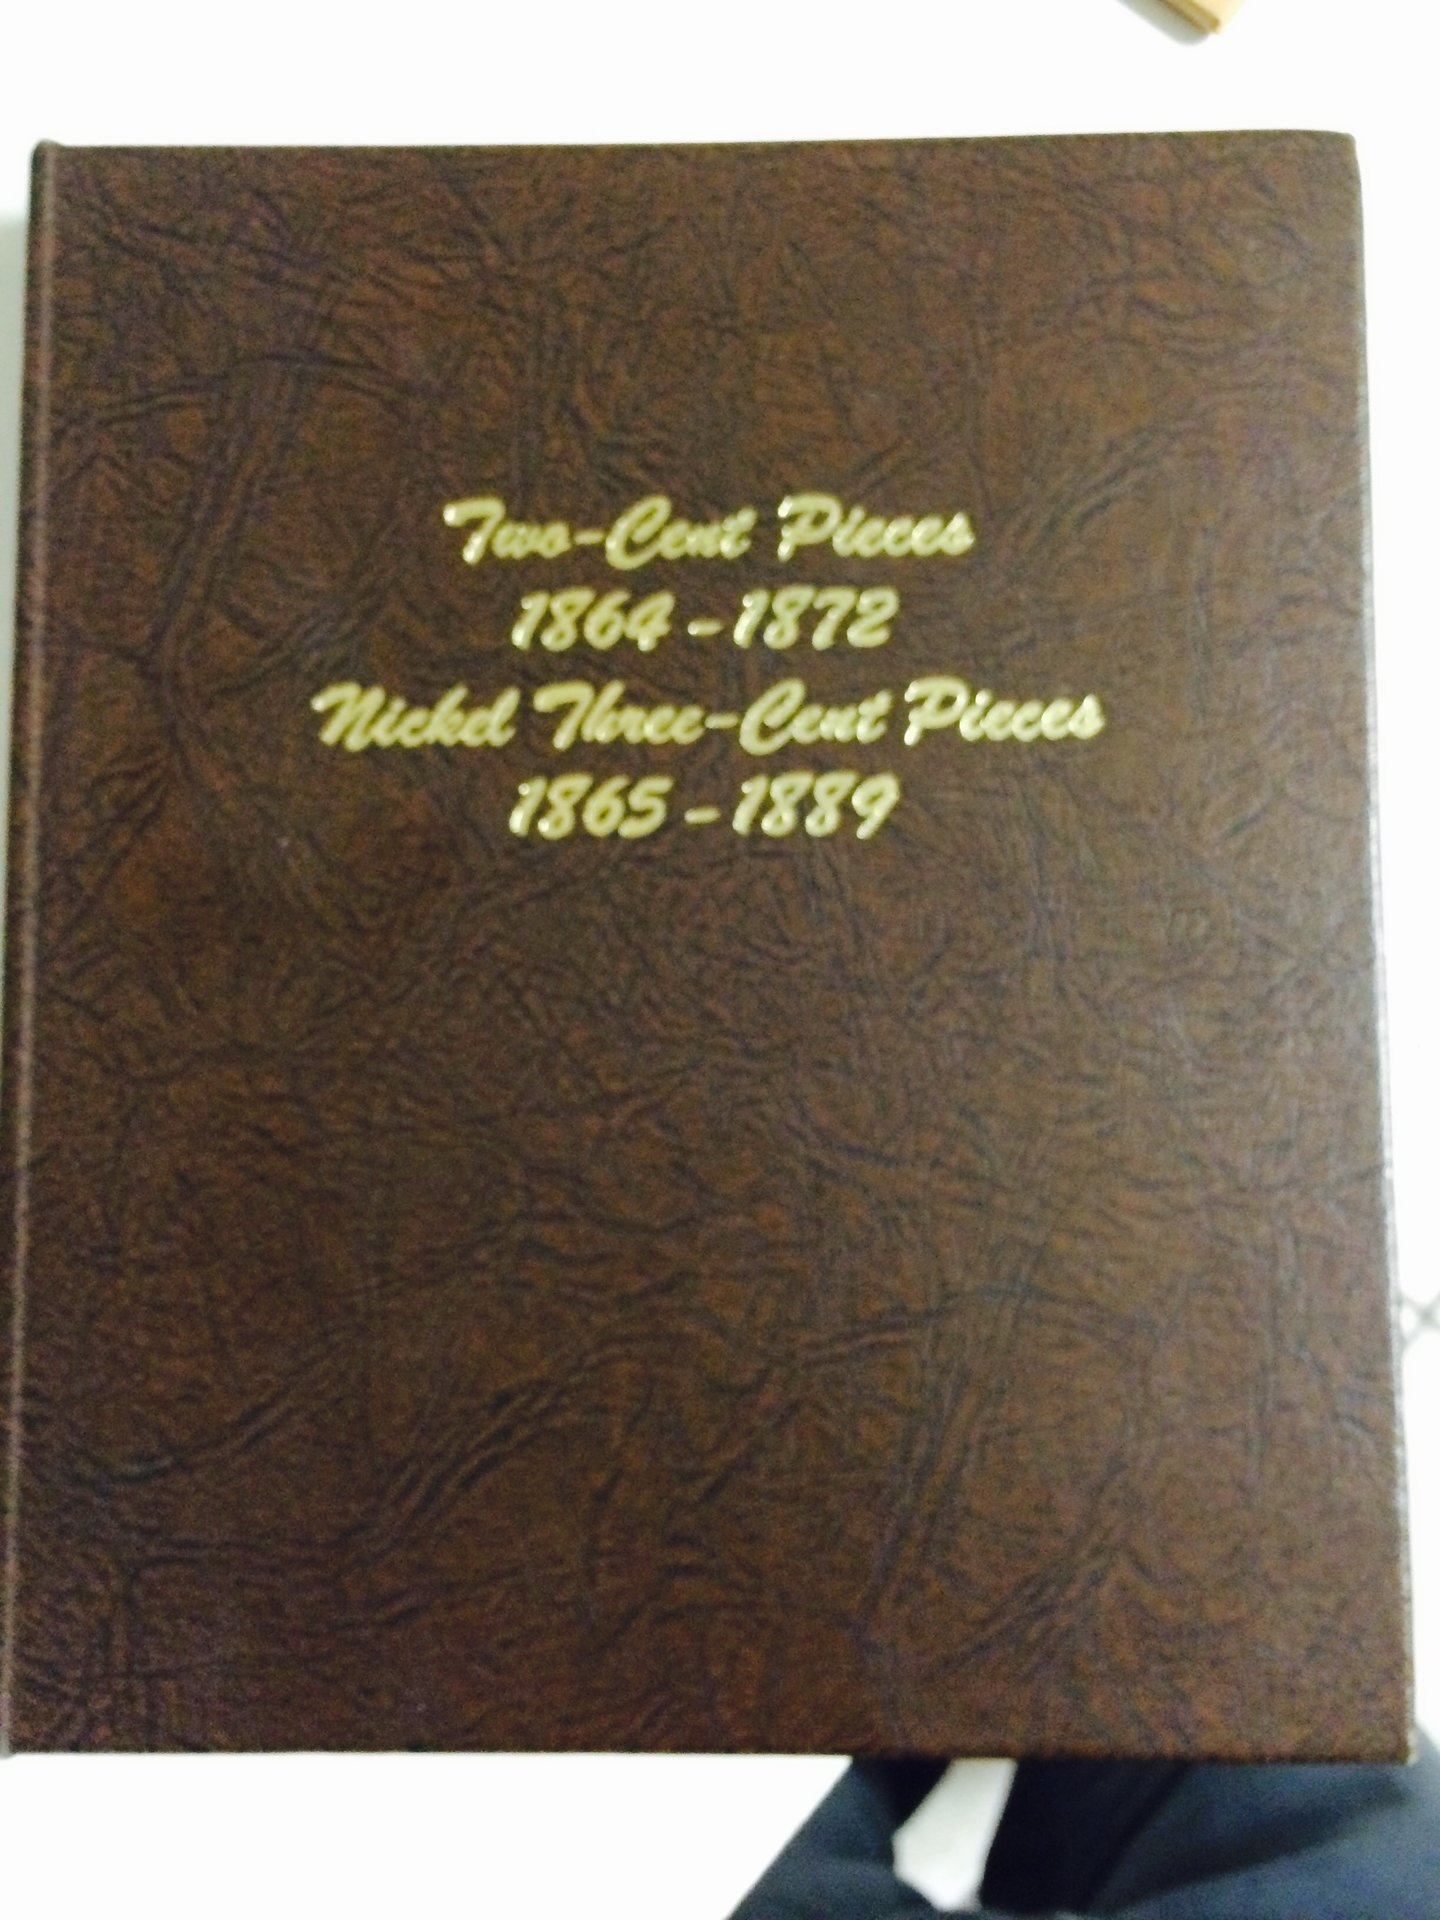 Two-Cent Pieces
1864 - 1872
Nickel Three-Cent Pieces
1865 - 1889